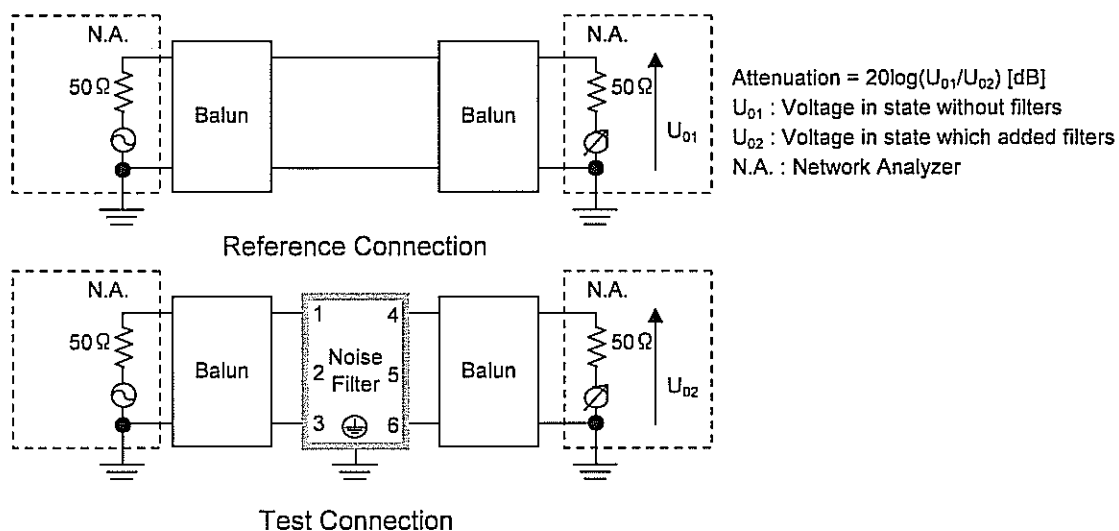 N.A.
N.A.
50Ω
Balun
Balun
50Ω
U01
Attenuation = 20log(U01/U02) [dB]
U01 : Voltage in state without filters
U02 : Voltage in state which added filters
N.A. : Network Analyzer
Reference Connection
N.A.
N.A.
50Ω
Balun
1
4
2
Noise
Filter
5
3
6
Balun
50Ω
U02
Test Connection